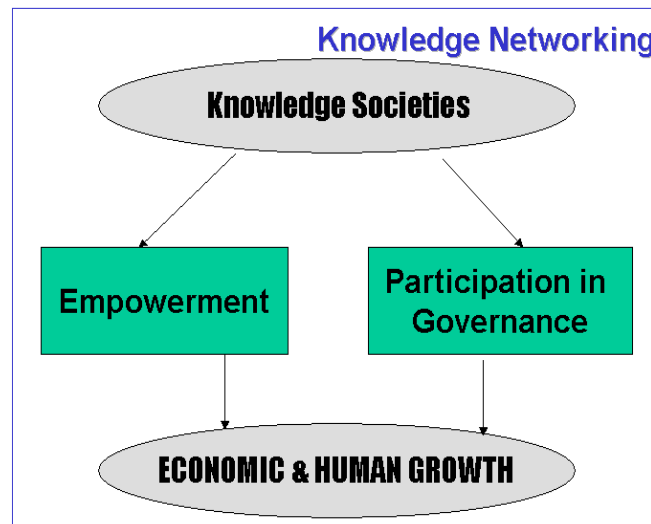 Knowledge Networking
Knowledge Societies
Empowerment
Participation in
Governance
ECONOMIC & HUMAN GROWTH